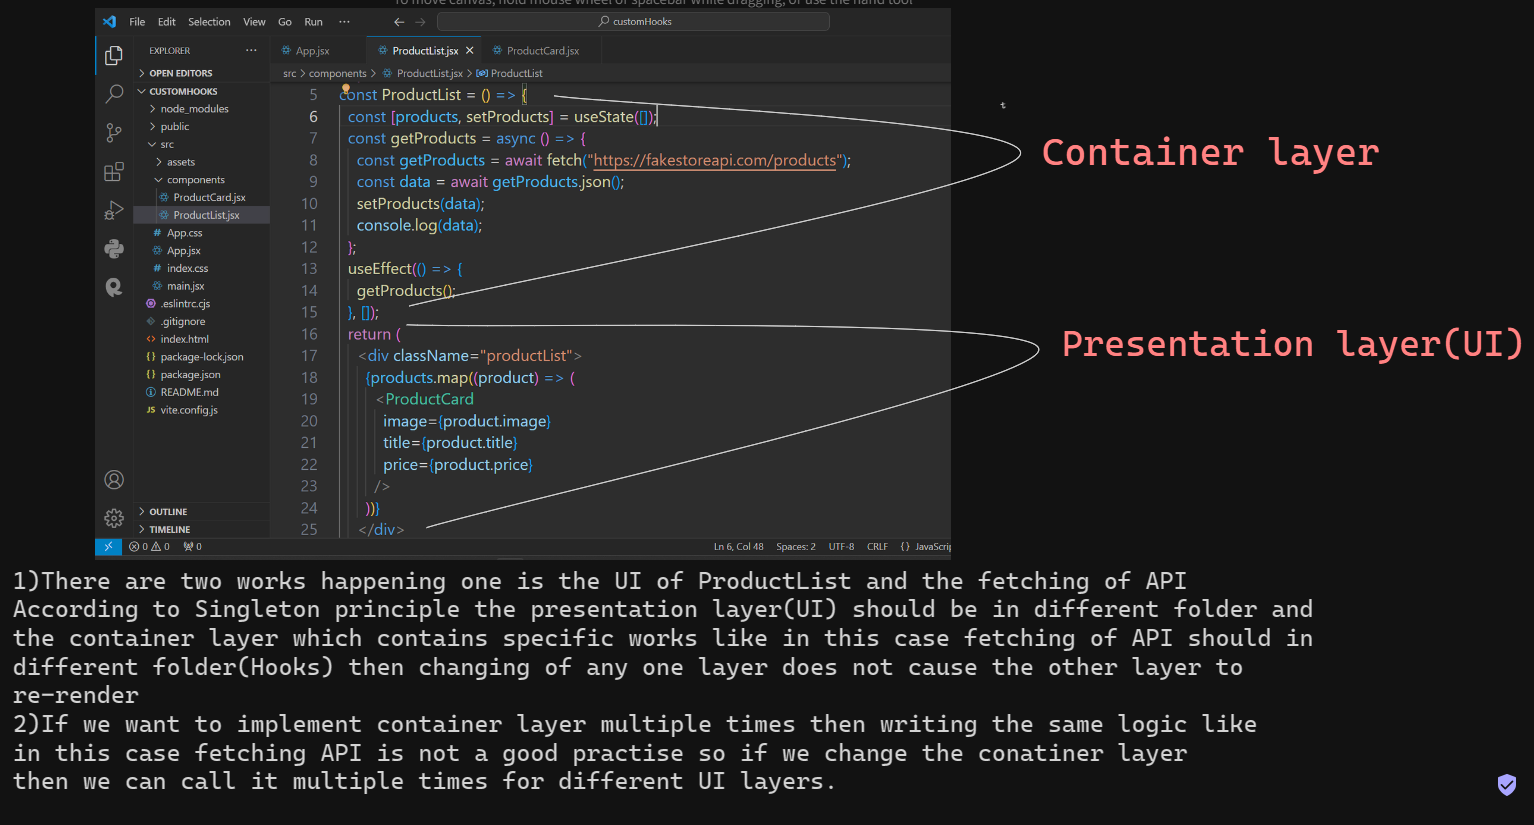 To move canvas, hold mouse wheel or spacebar while dragging, or use the hand tool
File Edit Selection View Go Run ··· customHooks
EXPLORER ···
OPEN EDITORS
CUSTOMHOOKS
node_modules
public
src
assets
components
ProductCard.jsx
ProductList.jsx
App.css
App.jsx
index.css
main.jsx
.eslintrc.cjs
.gitignore
index.html
package-lock.json
package.json
README.md
vite.config.js
OUTLINE
TIMELINE
App.jsx ProductList.jsx ProductCard.jsx
src > components > ProductList.jsx > ProductList
5 const ProductList = () => {
6 const [products, setProducts] = useState([]);
7 const getProducts = async () => {
8 const getProducts = await fetch("https://fakestoreapi.com/products");
9 const data = await getProducts.json();
10 setProducts(data);
11 console.log(data);
12 };
13 useEffect(() => {
14 getProducts();
15 }, []);
16 return (
17 <div className="productList">
18 {products.map((product) => (
19 <ProductCard
20 image={product.image}
21 title={product.title}
22 price={product.price}
23 />
24 ))}
25 </div>
0 0 0 Ln 6, Col 48 Spaces: 2 UTF-8 CRLF {} JavaScrip
t
Container layer
Presentation layer(UI)
1)There are two works happening one is the UI of ProductList and the fetching of API
According to Singleton principle the presentation layer(UI) should be in different folder and
the container layer which contains specific works like in this case fetching of API should in
different folder(Hooks) then changing of any one layer does not cause the other layer to
re-render
2)If we want to implement container layer multiple times then writing the same logic like
in this case fetching API is not a good practise so if we change the conatiner layer
then we can call it multiple times for different UI layers.